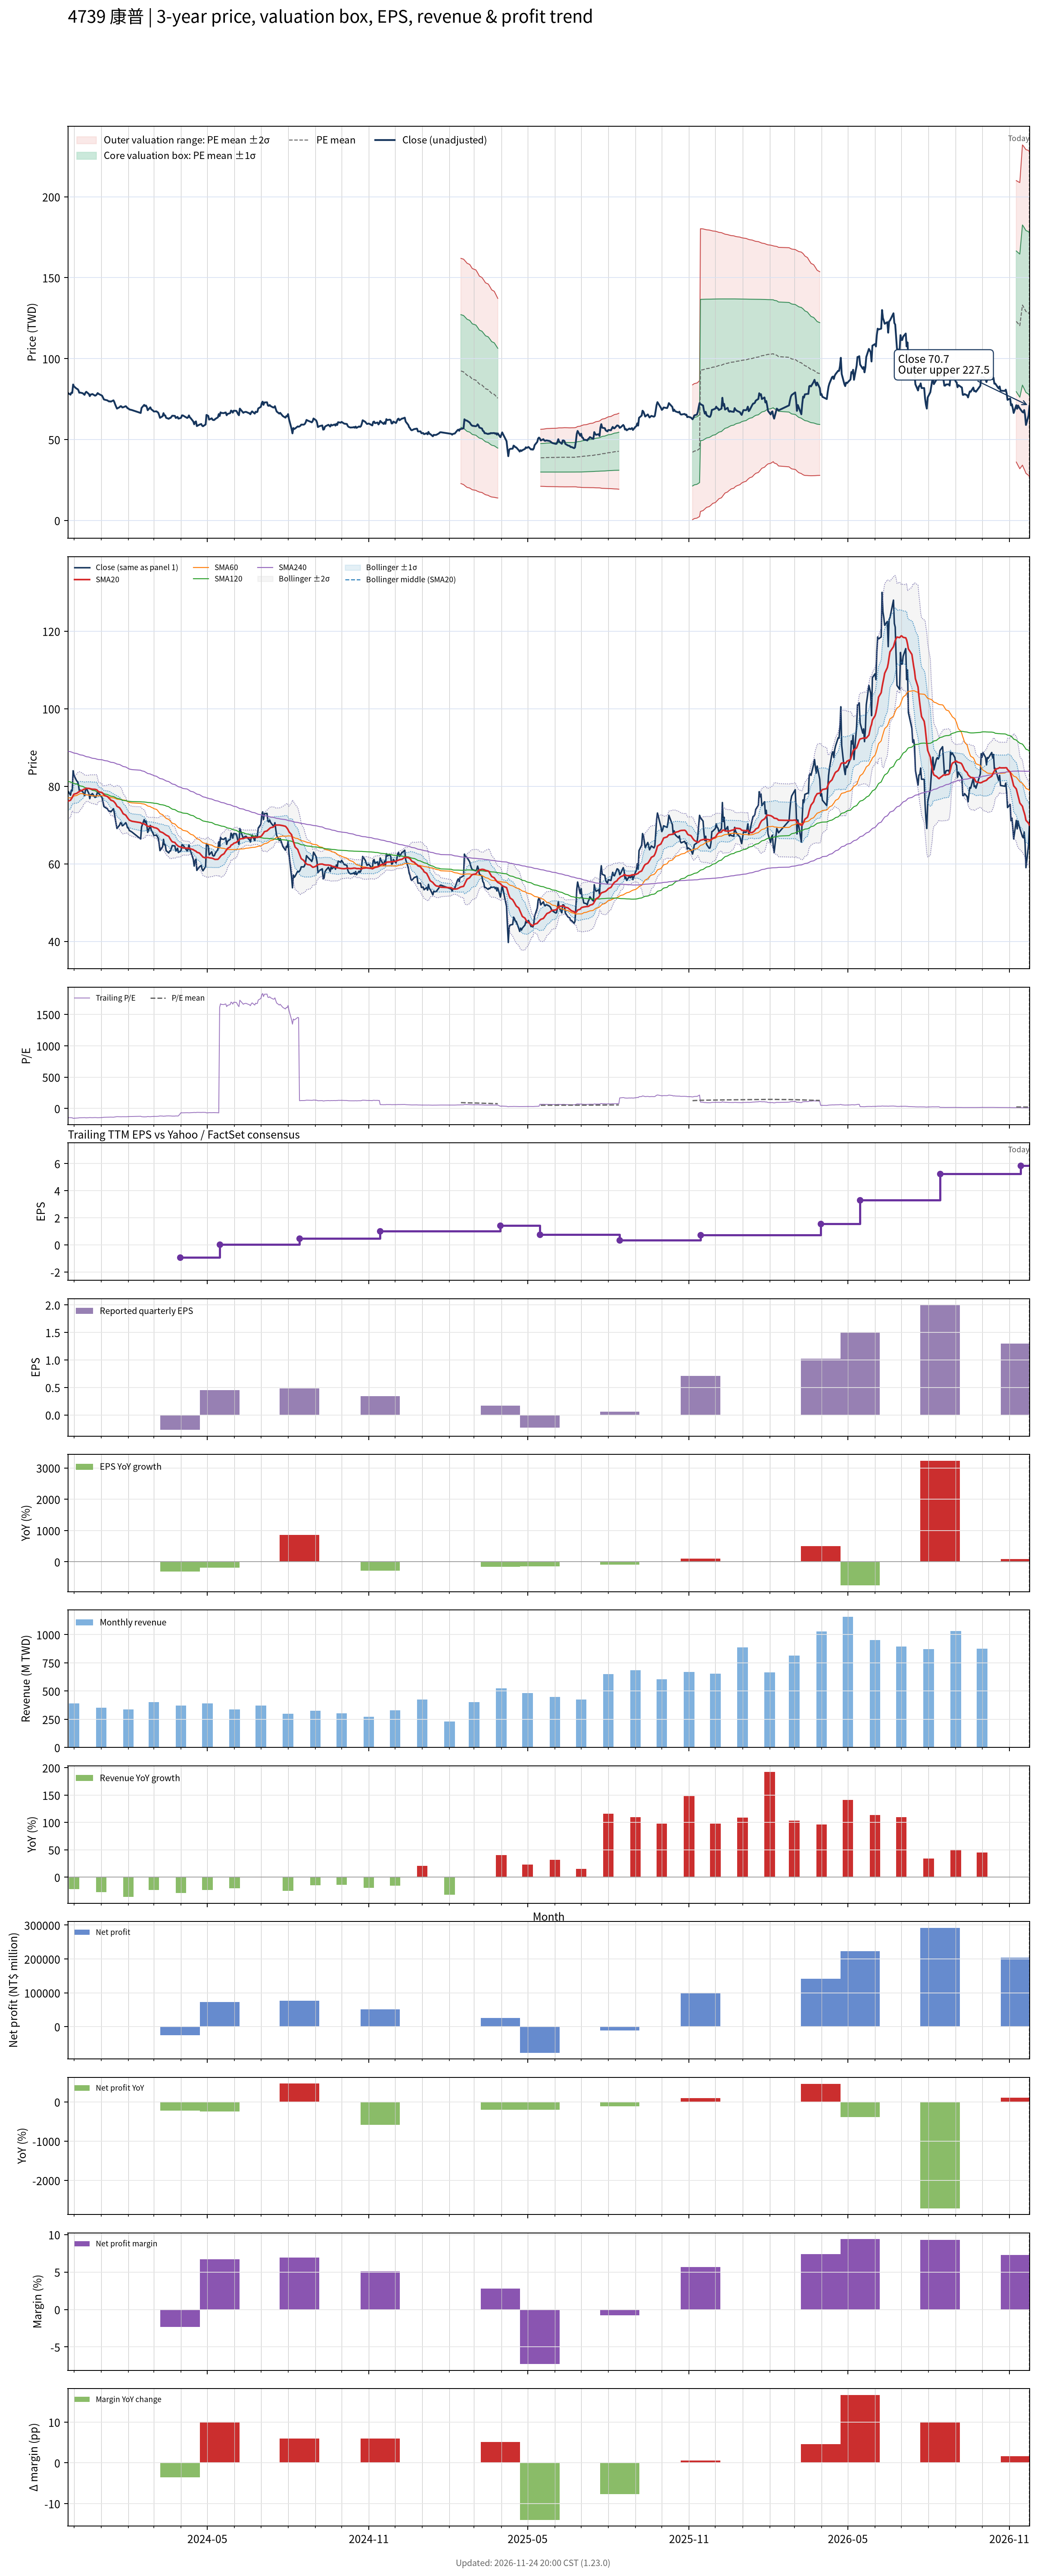 4739 康普 | 3-year price, valuation box, EPS, revenue & profit trend
Outer valuation range: PE mean ±2σ
PE mean
Close (unadjusted)
Core valuation box: PE mean ±1σ
Today
200
150
100
50
0
Price (TWD)
Close 70.7
Outer upper 227.5
Close (same as panel 1)
SMA60
SMA240
Bollinger ±1σ
SMA20
SMA120
Bollinger ±2σ
Bollinger middle (SMA20)
120
100
80
60
40
Price
Trailing P/E
P/E mean
1500
1000
500
0
P/E
Trailing TTM EPS vs Yahoo / FactSet consensus
Today
6
4
2
0
-2
EPS
Reported quarterly EPS
2.0
1.5
1.0
0.5
0.0
EPS
EPS YoY growth
3000
2000
1000
0
YoY (%)
Monthly revenue
1000
750
500
250
0
Revenue (M TWD)
Revenue YoY growth
200
150
100
50
0
YoY (%)
Month
Net profit
300000
200000
100000
0
Net profit (NT$ million)
Net profit YoY
0
-1000
-2000
YoY (%)
Net profit margin
10
5
0
-5
Margin (%)
Margin YoY change
10
0
-10
Δ margin (pp)
2024-05
2024-11
2025-05
2025-11
2026-05
2026-11
Updated: 2026-11-24 20:00 CST (1.23.0)